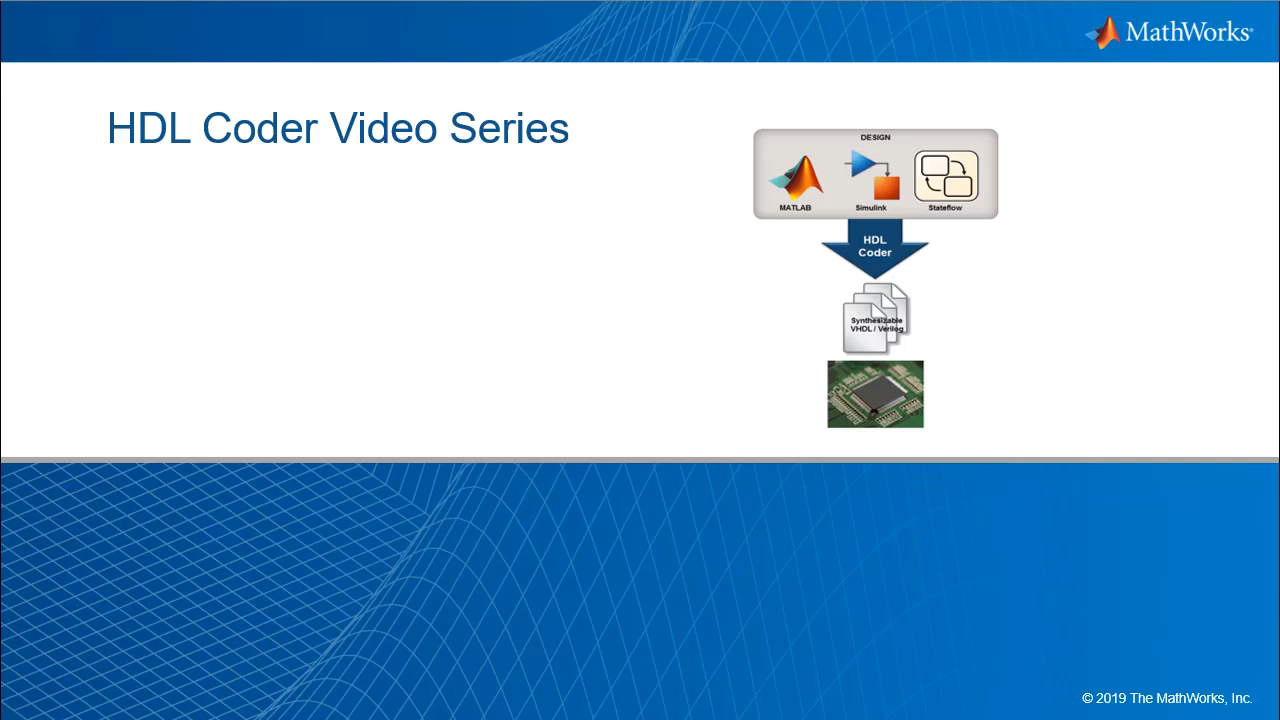 MathWorks®
HDL Coder Video Series
DESIGN
MATLAB
Simulink
Stateflow
HDL
Coder
Synthesizable
VHDL / Verilog
© 2019 The MathWorks, Inc.